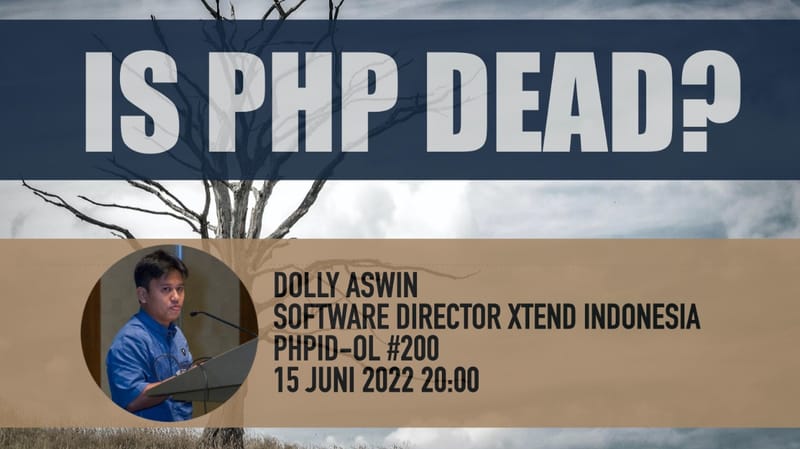 IS PHP DEAD?
DOLLY ASWIN
SOFTWARE DIRECTOR XTEND INDONESIA
PHPID-OL #200
15 JUNI 2022 20:00